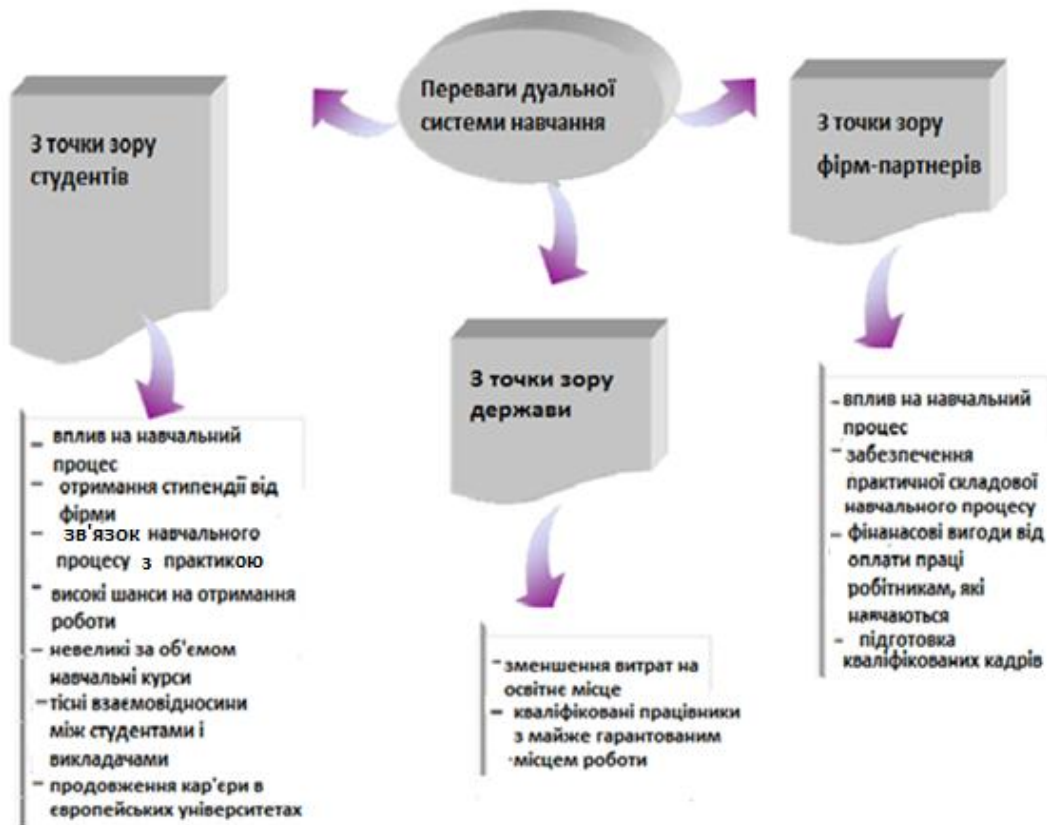 Переваги дуальної
системи навчання
З точки зору
студентів
- вплив на навчальний
процес
- отримання стипендії від
фірми
- зв'язок навчального
процесу з практикою
- високі шанси на отримання
роботи
- невеликі за об'ємом
навчальні курси
- тісні взаємовідносини
між студентами і
викладачами
- продовження кар'єри в
європейських університетах
З точки зору
держави
- зменшення витрат на
освітнє місце
- кваліфіковані працівники
з майже гарантованим
місцем роботи
З точки зору
фірм-партнерів
- вплив на навчальний
процес
- забезпечення
практичної складової
навчального процесу
- фінанасові вигоди від
оплати праці
робітникам, які
навчаються
- підготовка
кваліфікованих кадрів